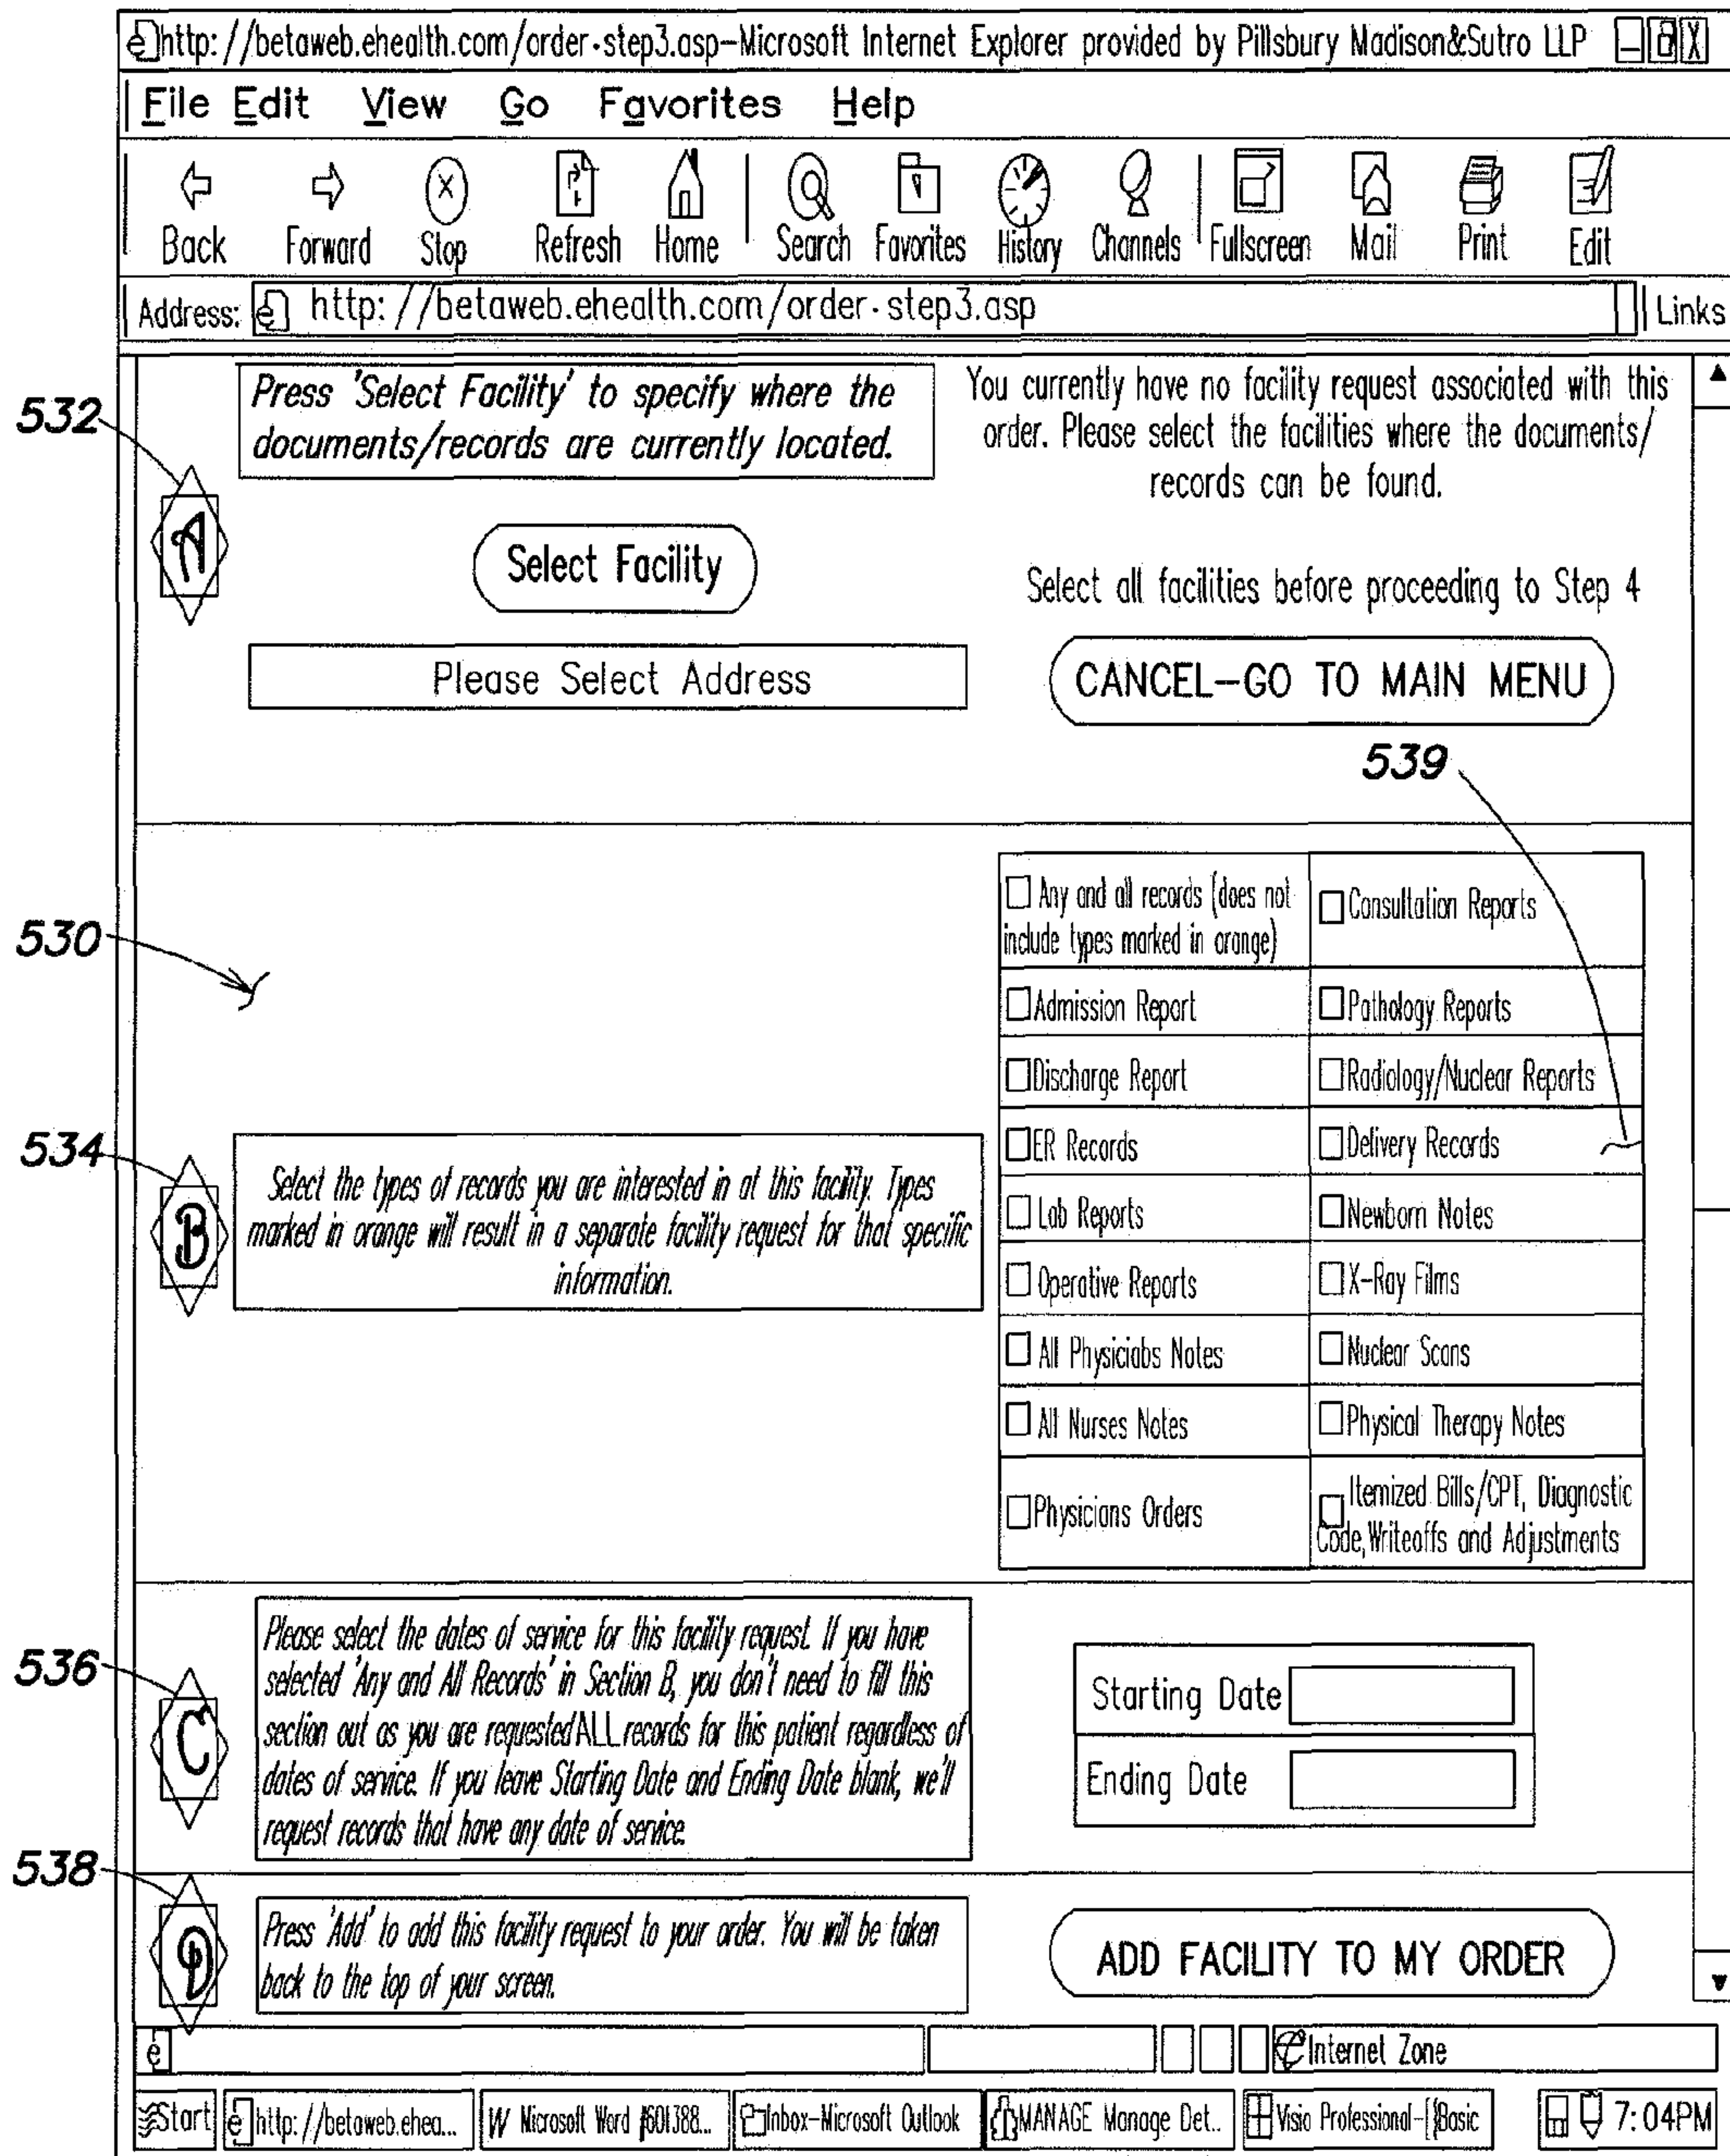 http://betaweb.ehealth.com/order-step3.asp-Microsoft Internet Explorer provided by Pillsbury Madison&Sutro LLP
File Edit View Go Favorites Help
Back Forward Stop Refresh Home Search Favorites History Channels Fullscreen Mail Print Edit
Address: http://betaweb.ehealth.com/order-step3.asp Links
532
A
Press 'Select Facility' to specify where the
documents/records are currently located.
Select Facility
Please Select Address
You currently have no facility request associated with this
order. Please select the facilities where the documents/
records can be found.
Select all facilities before proceeding to Step 4
CANCEL-GO TO MAIN MENU
539
530
534
B
Select the types of records you are interested in at this facility. Types
marked in orange will result in a separate facility request for that specific
information.
Any and all records (does not
include types marked in orange)
Consultation Reports
Admission Report
Pathology Reports
Discharge Report
Radiology/Nuclear Reports
ER Records
Delivery Records
Lab Reports
Newborn Notes
Operative Reports
X-Ray Films
All Physiciabs Notes
Nuclear Scans
All Nurses Notes
Physical Therapy Notes
Physicians Orders
Itemized Bills/CPT, Diagnostic
Code,Writeoffs and Adjustments
536
C
Please select the dates of service for this facility request. If you have
selected 'Any and All Records' in Section B, you don't need to fill this
section out as you are requested ALL records for this patient regardless of
dates of service. If you leave Starting Date and Ending Date blank, we'll
request records that have any date of service.
Starting Date
Ending Date
538
D
Press 'Add' to add this facility request to your order. You will be taken
back to the top of your screen.
ADD FACILITY TO MY ORDER
Internet Zone
Start http://betaweb.ehea... W Microsoft Word Inbox-Microsoft Outlook MANAGE Manage Det.. Visio Professional-[Basic 7:04PM